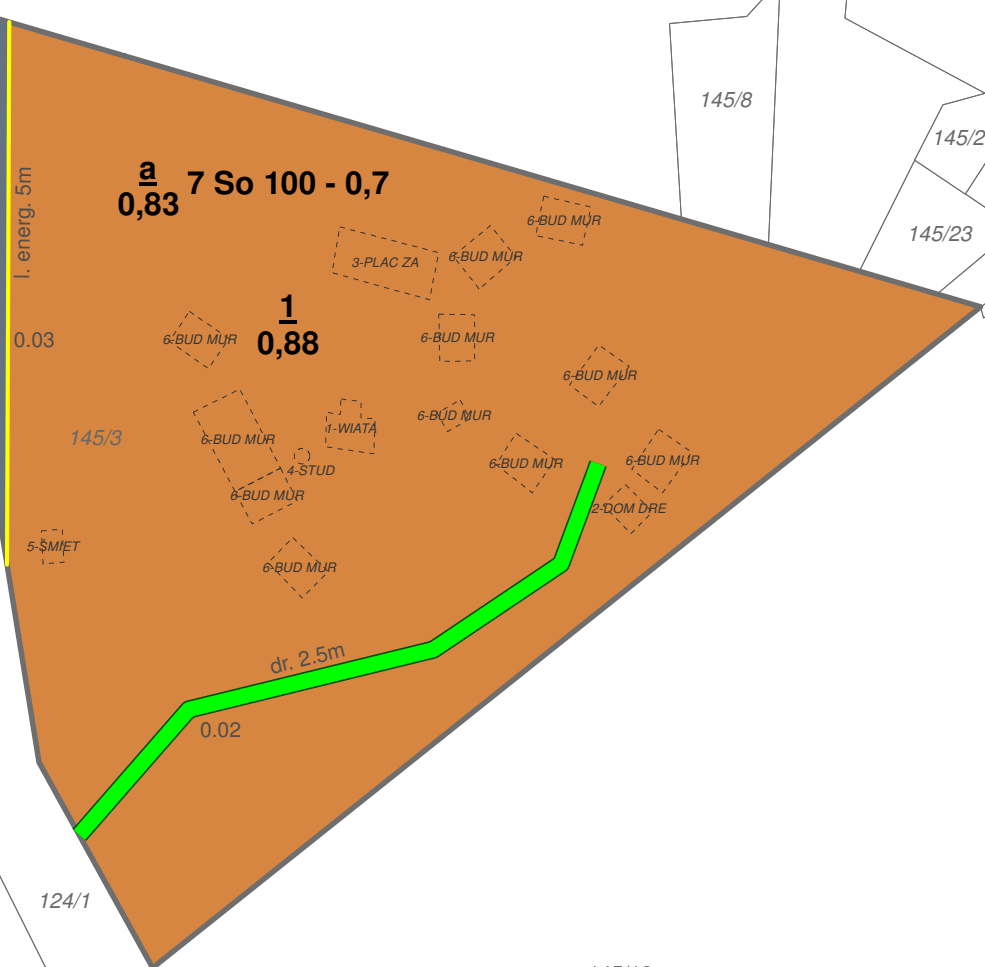 145/8
145/2
a
0,83
7 So 100 - 0,7
l. energ. 5m
6-BUD MUR
145/23
6-BUD MUR
3-PLAC ZA
1
0,88
6-BUD MUR
6-BUD MUR
0.03
6-BUD MUR
6-BUD MUR
1-WIATA
145/3
6-BUD MUR
6-BUD MUR
6-BUD MUR
4-STUD
6-BUD MUR
2-DOM DRE
5-ŚMIET
6-BUD MUR
dr. 2.5m
0.02
124/1